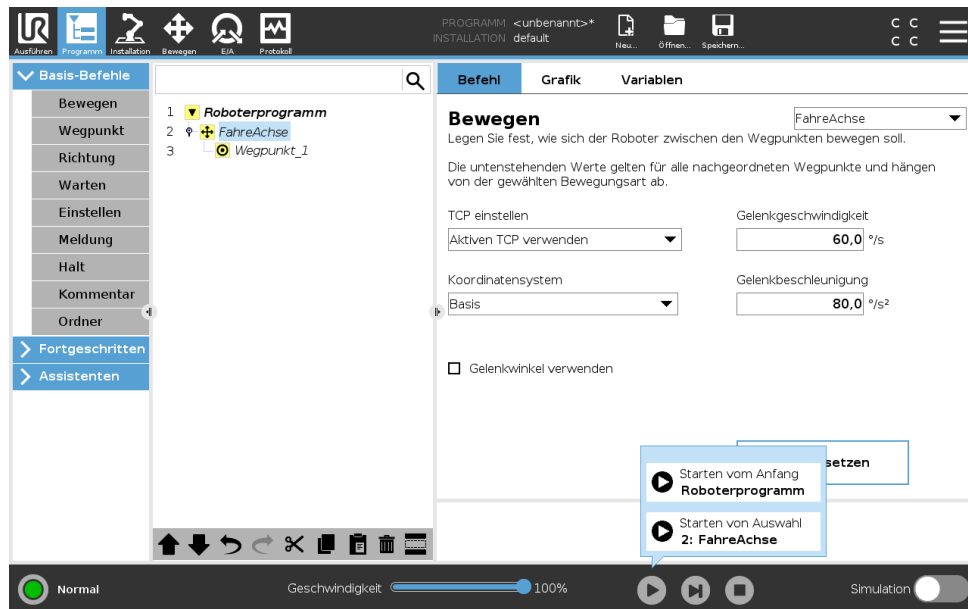 UR
PROGRAMM <unbenannt>*
INSTALLATION default
Ausführen Programm Installation Bewegen E/A Protokoll
Neu... Öffnen... Speichern...
C C
C C
Basis-Befehle
Bewegen
Wegpunkt
Richtung
Warten
Einstellen
Meldung
Halt
Kommentar
Ordner
Fortgeschritten
Assistenten
1 Roboterprogramm
2 FahreAchse
3 Wegpunkt_1
Befehl Grafik Variablen
Bewegen
FahreAchse
Legen Sie fest, wie sich der Roboter zwischen den Wegpunkten bewegen soll.
Die untenstehenden Werte gelten für alle nachgeordneten Wegpunkte und hängen
von der gewählten Bewegungsart ab.
TCP einstellen Gelenkgeschwindigkeit
Aktiven TCP verwenden 60,0 °/s
Koordinatensystem Gelenkbeschleunigung
Basis 80,0 °/s²
Gelenkwinkel verwenden
setzen
Starten vom Anfang
Roboterprogramm
Starten von Auswahl
2: FahreAchse
Normal Geschwindigkeit 100% Simulation